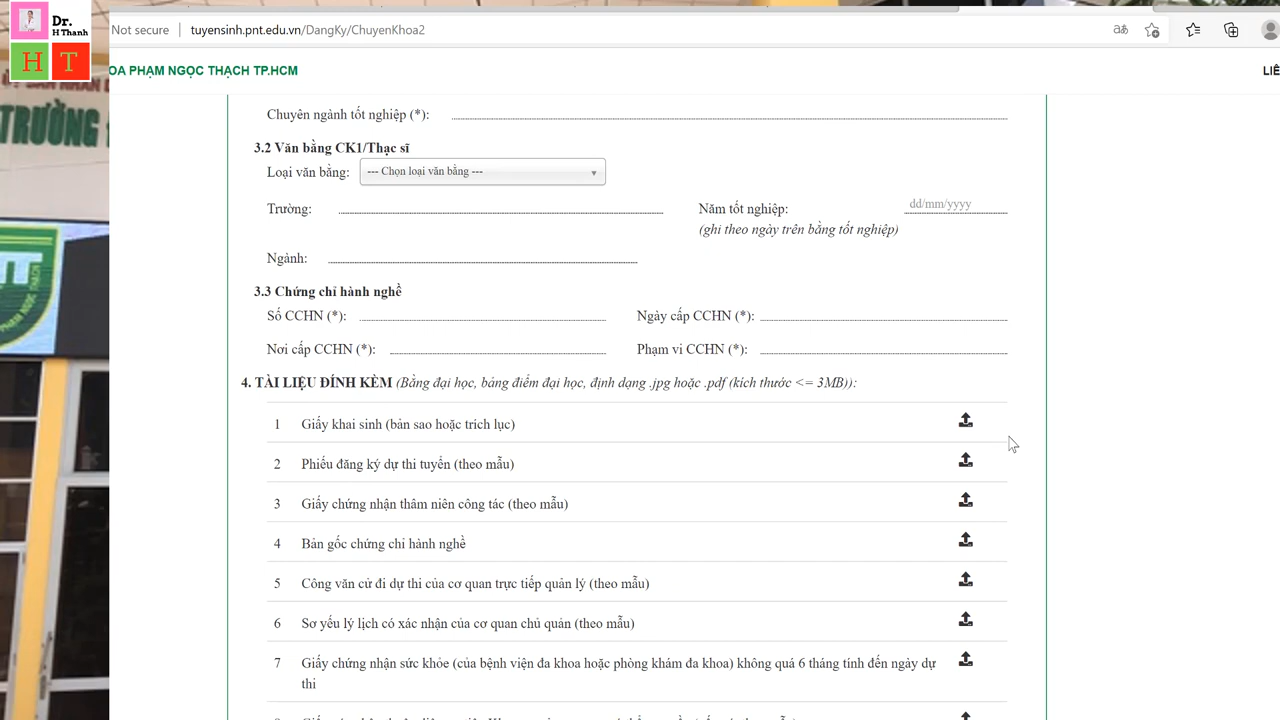 Dr.
H Thanh
H T
Not secure tuyensinh.pnt.edu.vn/DangKy/ChuyenKhoa2
OA PHẠM NGỌC THẠCH TP.HCM
LIÊ
TRƯỜNG
PHẠM NGỌC THẠCH
Chuyên ngành tốt nghiệp (*):
3.2 Văn bằng CK1/Thạc sĩ
Loại văn bằng: --- Chọn loại văn bằng ---
Trường: Năm tốt nghiệp: dd/mm/yyyy
(ghi theo ngày trên bằng tốt nghiệp)
Ngành:
3.3 Chứng chỉ hành nghề
Số CCHN (*): Ngày cấp CCHN (*):
Nơi cấp CCHN (*): Phạm vi CCHN (*):
4. TÀI LIỆU ĐÍNH KÈM (Bằng đại học, bảng điểm đại học, định dạng .jpg hoặc .pdf (kích thước <= 3MB)):
1 Giấy khai sinh (bản sao hoặc trích lục)
2 Phiếu đăng ký dự thi tuyển (theo mẫu)
3 Giấy chứng nhận thâm niên công tác (theo mẫu)
4 Bản gốc chứng chỉ hành nghề
5 Công văn cử đi dự thi của cơ quan trực tiếp quản lý (theo mẫu)
6 Sơ yếu lý lịch có xác nhận của cơ quan chủ quản (theo mẫu)
7 Giấy chứng nhận sức khỏe (của bệnh viện đa khoa hoặc phòng khám đa khoa) không quá 6 tháng tính đến ngày dự
thi